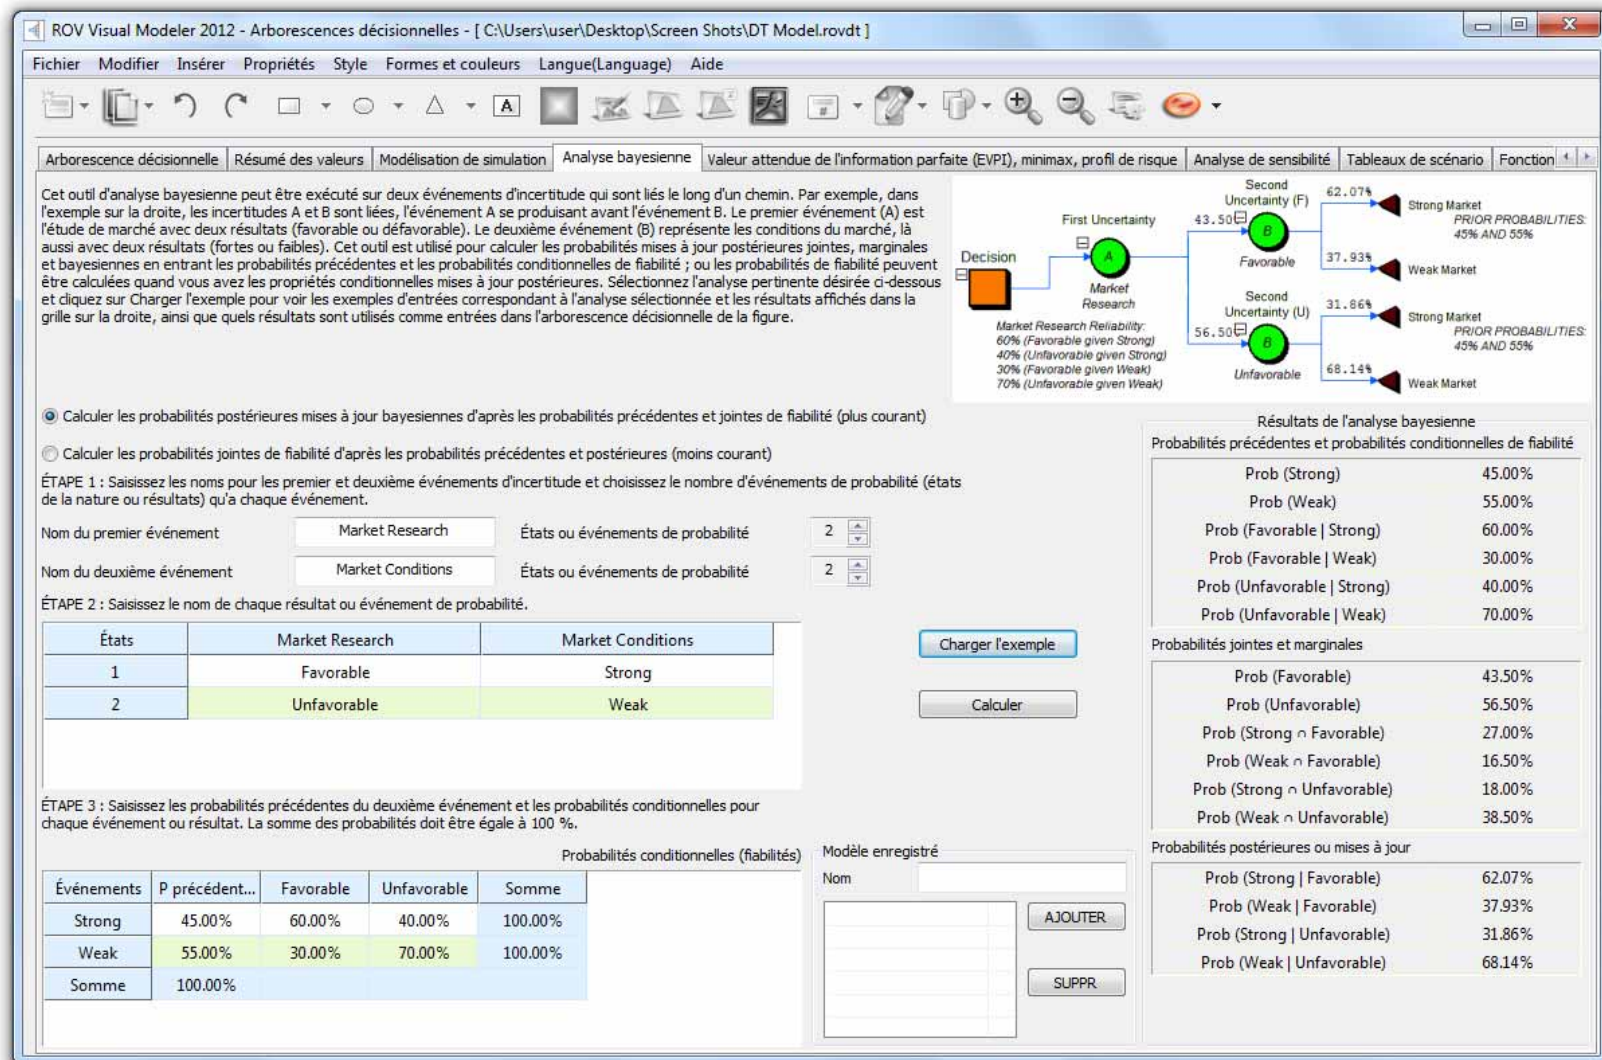 ROV Visual Modeler 2012 - Arborescences décisionnelles - [ C:\Users\user\Desktop\Screen Shots\DT Model.rovdt ]
Fichier Modifier Insérer Propriétés Style Formes et couleurs Langue(Language) Aide
A
Arborescence décisionnelle Résumé des valeurs Modélisation de simulation Analyse bayesienne Valeur attendue de l'information parfaite (EVPI), minimax, profil de risque Analyse de sensibilité Tableaux de scénario Fonction
Cet outil d'analyse bayesienne peut être exécuté sur deux événements d'incertitude qui sont liés le long d'un chemin. Par exemple, dans
l'exemple sur la droite, les incertitudes A et B sont liées, l'événement A se produisant avant l'événement B. Le premier événement (A) est
l'étude de marché avec deux résultats (favorable ou défavorable). Le deuxième événement (B) représente les conditions du marché, là
aussi avec deux résultats (fortes ou faibles). Cet outil est utilisé pour calculer les probabilités mises à jour postérieures jointes, marginales
et bayesiennes en entrant les probabilités précédentes et les probabilités conditionnelles de fiabilité ; ou les probabilités de fiabilité peuvent
être calculées quand vous avez les propriétés conditionnelles mises à jour postérieures. Sélectionnez l'analyse pertinente désirée ci-dessous
et cliquez sur Charger l'exemple pour voir les exemples d'entrées correspondant à l'analyse sélectionnée et les résultats affichés dans la
grille sur la droite, ainsi que quels résultats sont utilisés comme entrées dans l'arborescence décisionnelle de la figure.
Decision
First Uncertainty
A
Market
Research
Market Research Reliability:
60% (Favorable given Strong)
40% (Unfavorable given Strong)
30% (Favorable given Weak)
70% (Unfavorable given Weak)
Second
Uncertainty (F)
43.50
B
Favorable
62.07%
Strong Market
PRIOR PROBABILITIES:
45% AND 55%
37.93%
Weak Market
Second
Uncertainty (U)
56.50
B
Unfavorable
31.86%
Strong Market
PRIOR PROBABILITIES:
45% AND 55%
68.14%
Weak Market
Calculer les probabilités postérieures mises à jour bayesiennes d'après les probabilités précédentes et jointes de fiabilité (plus courant)
Calculer les probabilités jointes de fiabilité d'après les probabilités précédentes et postérieures (moins courant)
ÉTAPE 1 : Saisissez les noms pour les premier et deuxième événements d'incertitude et choisissez le nombre d'événements de probabilité (états
de la nature ou résultats) qu'a chaque événement.
Nom du premier événement Market Research États ou événements de probabilité 2
Nom du deuxième événement Market Conditions États ou événements de probabilité 2
ÉTAPE 2 : Saisissez le nom de chaque résultat ou événement de probabilité.
États Market Research Market Conditions
1 Favorable Strong
2 Unfavorable Weak
Charger l'exemple
Calculer
ÉTAPE 3 : Saisissez les probabilités précédentes du deuxième événement et les probabilités conditionnelles pour
chaque événement ou résultat. La somme des probabilités doit être égale à 100 %.
Probabilités conditionnelles (fiabilités)
Événements P précédent... Favorable Unfavorable Somme
Strong 45.00% 60.00% 40.00% 100.00%
Weak 55.00% 30.00% 70.00% 100.00%
Somme 100.00%
Modèle enregistré
Nom
AJOUTER
SUPPR
Résultats de l'analyse bayesienne
Probabilités précédentes et probabilités conditionnelles de fiabilité
Prob (Strong) 45.00%
Prob (Weak) 55.00%
Prob (Favorable | Strong) 60.00%
Prob (Favorable | Weak) 30.00%
Prob (Unfavorable | Strong) 40.00%
Prob (Unfavorable | Weak) 70.00%
Probabilités jointes et marginales
Prob (Favorable) 43.50%
Prob (Unfavorable) 56.50%
Prob (Strong ∩ Favorable) 27.00%
Prob (Weak ∩ Favorable) 16.50%
Prob (Strong ∩ Unfavorable) 18.00%
Prob (Weak ∩ Unfavorable) 38.50%
Probabilités postérieures ou mises à jour
Prob (Strong | Favorable) 62.07%
Prob (Weak | Favorable) 37.93%
Prob (Strong | Unfavorable) 31.86%
Prob (Weak | Unfavorable) 68.14%